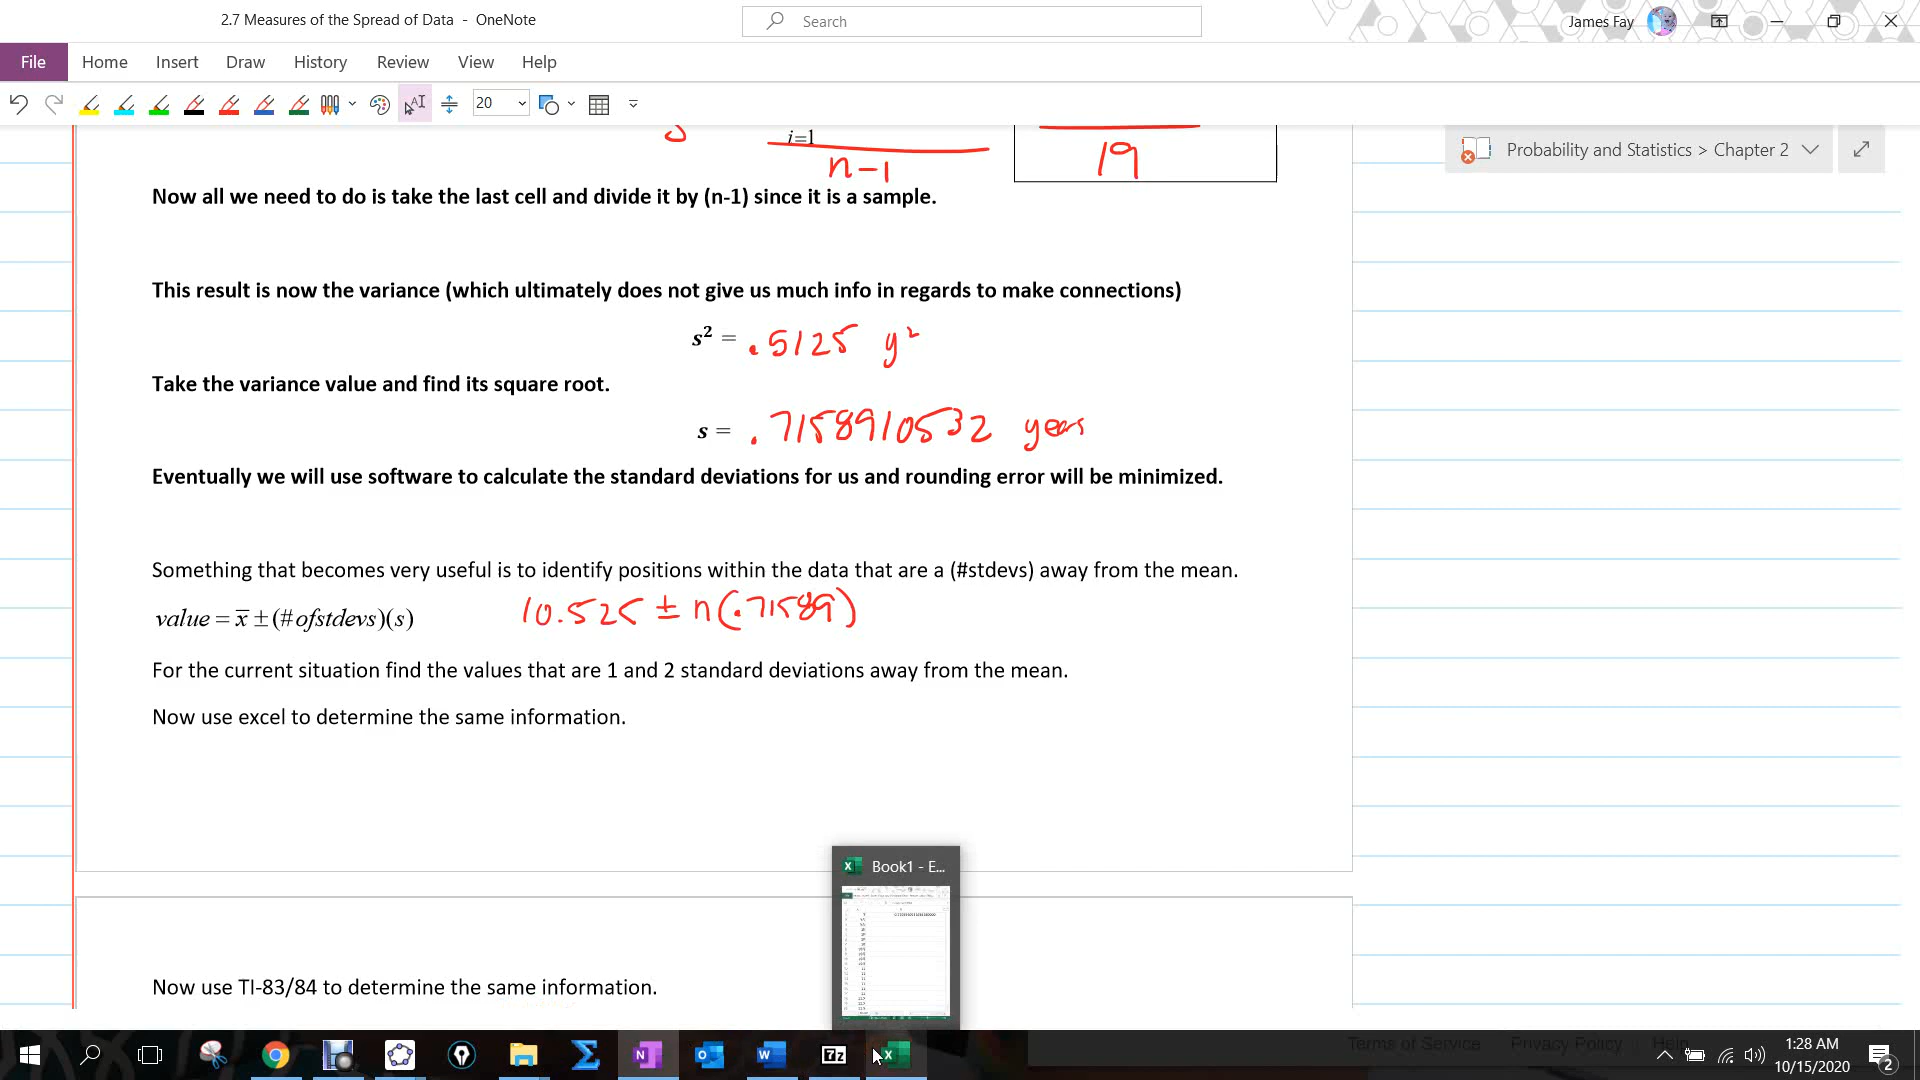 2.7 Measures of the Spread of Data - OneNote
Search
James Fay
File Home Insert Draw History Review View Help
20
Probability and Statistics > Chapter 2
i=1
n-1
19
Now all we need to do is take the last cell and divide it by (n-1) since it is a sample.
This result is now the variance (which ultimately does not give us much info in regards to make connections)
s² = .5125 y²
Take the variance value and find its square root.
s = .7158910532 years
Eventually we will use software to calculate the standard deviations for us and rounding error will be minimized.
Something that becomes very useful is to identify positions within the data that are a (#stdevs) away from the mean.
value = x̅ ± (# ofstdevs)(s) 10.525 ± n(.71589)
For the current situation find the values that are 1 and 2 standard deviations away from the mean.
Now use excel to determine the same information.
Book1 - E...
Now use TI-83/84 to determine the same information.
Terms of Service Privacy Policy Help
1:28 AM
10/15/2020
2